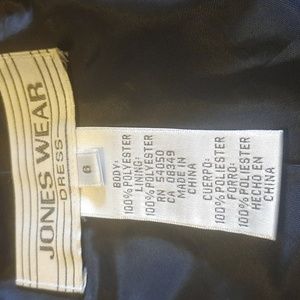 JONES WEAR
DRESS
6
BODY:
100% POLYESTER
LINING:
100% POLYESTER
RN 54050
CA 08349
MADE IN
CHINA
CUERPO:
100% POLIESTER
FORRO:
100% POLIESTER
HECHO EN
CHINA